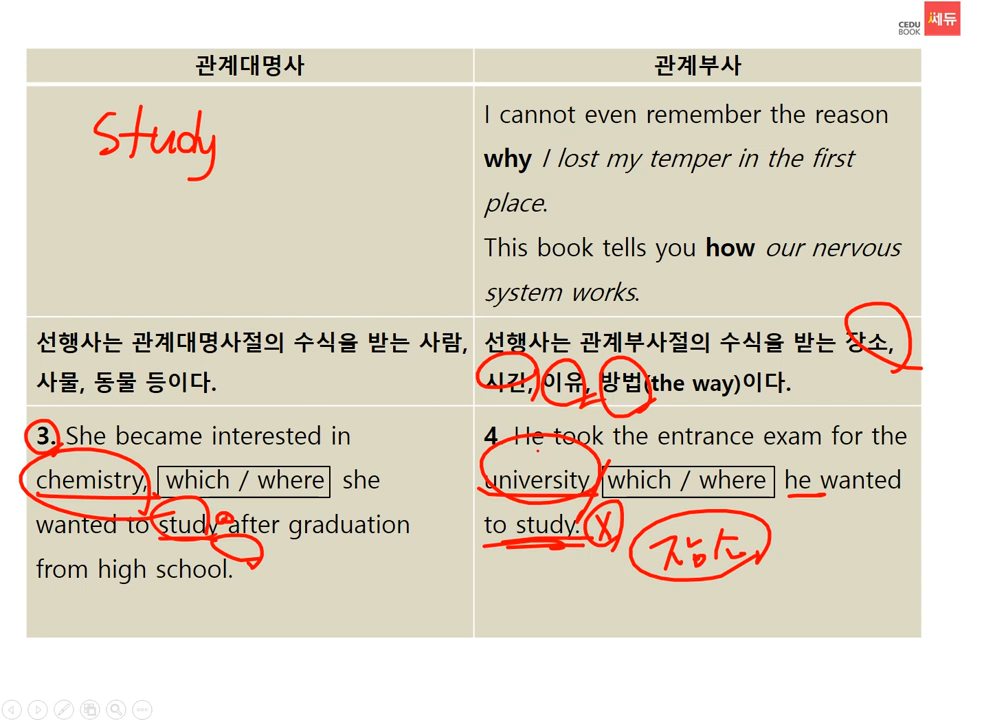 CEDU
BOOK
쎄듀
관계대명사
관계부사
study
I cannot even remember the reason
why I lost my temper in the first
place.
This book tells you how our nervous
system works.
선행사는 관계대명사절의 수식을 받는 사람,
사물, 동물 등이다.
선행사는 관계부사절의 수식을 받는 장소,
시간, 이유, 방법(the way)이다.
3. She became interested in
chemistry, which / where she
wanted to study after graduation
from high school.
4. He took the entrance exam for the
university, which / where he wanted
to study. X